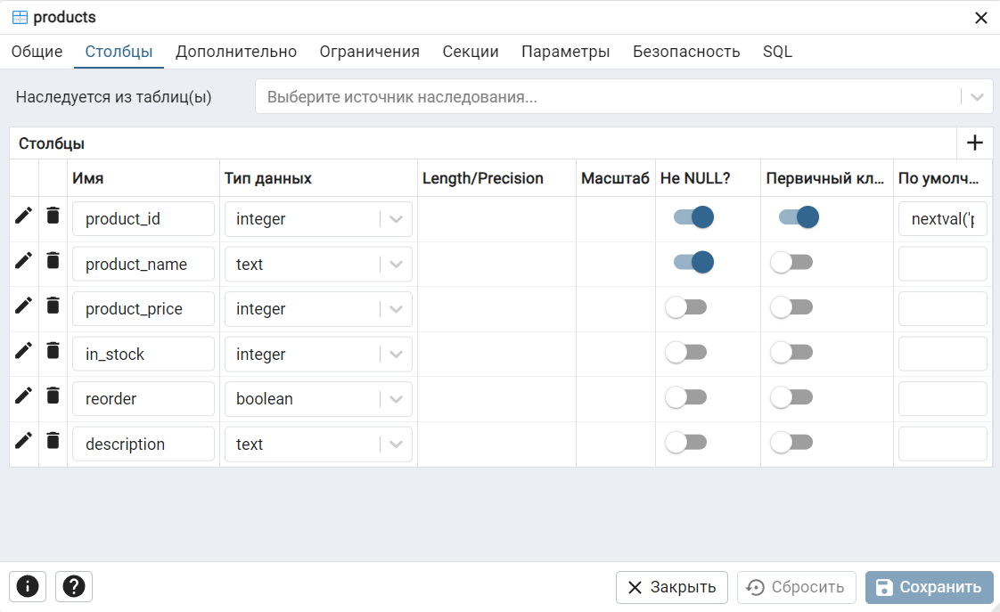 products
Общие Столбцы Дополнительно Ограничения Секции Параметры Безопасность SQL
Наследуется из таблиц(ы) Выберите источник наследования...
Столбцы
Имя Тип данных Length/Precision Масштаб Не NULL? Первичный кл... По умолч...
product_id integer nextval('p
product_name text
product_price integer
in_stock integer
reorder boolean
description text
Закрыть Сбросить Сохранить